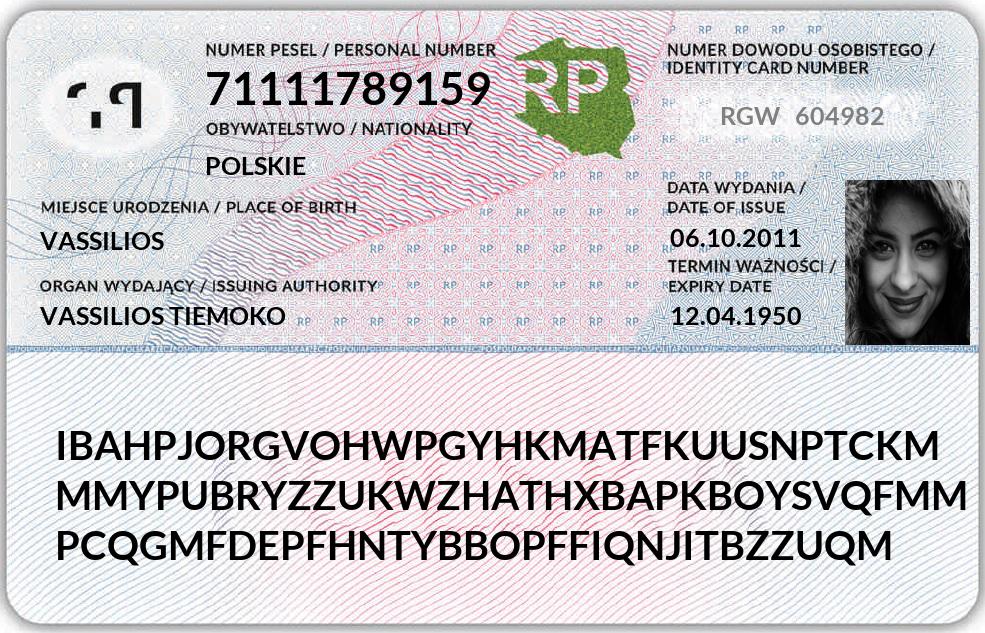 NUMER PESEL / PERSONAL NUMBER
71111789159
OBYWATELSTWO / NATIONALITY
POLSKIE
RP
NUMER DOWODU OSOBISTEGO /
IDENTITY CARD NUMBER
RGW 604982
MIEJSCE URODZENIA / PLACE OF BIRTH
VASSILIOS
ORGAN WYDAJĄCY / ISSUING AUTHORITY
VASSILIOS TIEMOKO
DATA WYDANIA /
DATE OF ISSUE
06.10.2011
TERMIN WAŻNOŚCI /
EXPIRY DATE
12.04.1950
IBAHPJORGVOHWPGYHKMATFKUUSNPTCKM
MMYPUBRYZZUKWZHATHXBAPKBOYSVQFMM
PCQGMFDEPFHNTYBBOPFFIQNJITBZZUQM